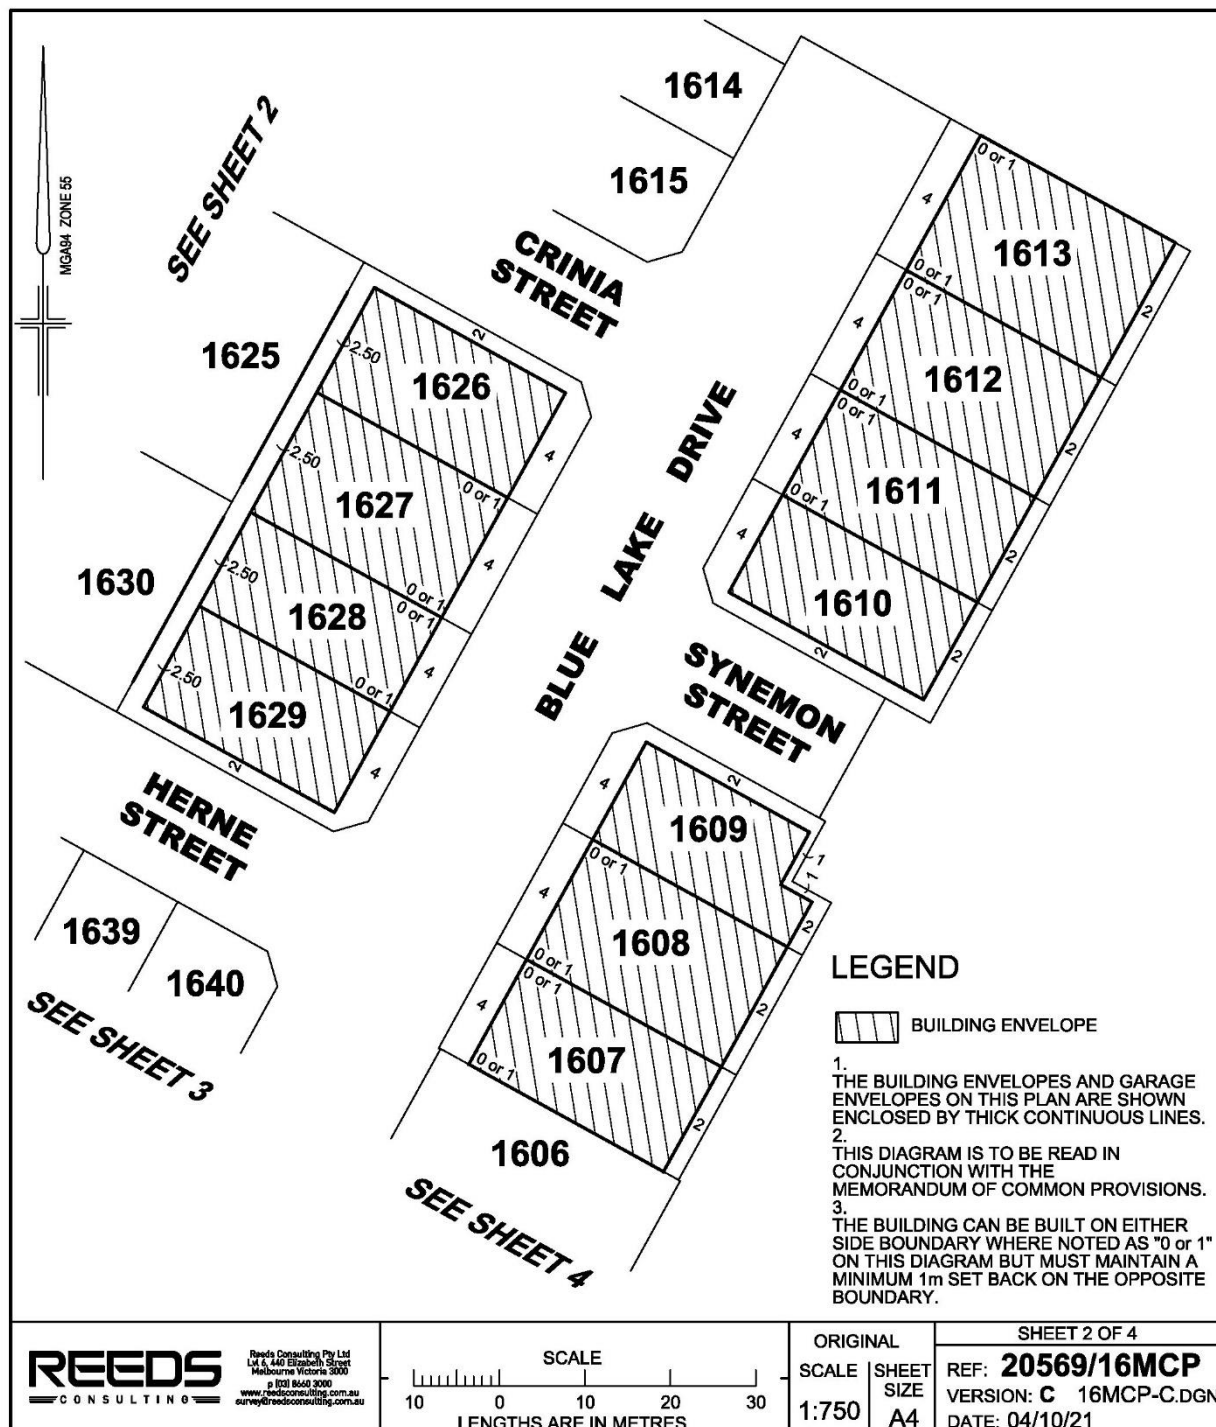 MGA94 ZONE 55
SEE SHEET 2
1614
1615
CRINIA
STREET
1613
0 or 1
0 or 1
4
2
1612
0 or 1
0 or 1
4
2
1611
0 or 1
0 or 1
4
2
1610
4
2
2
1625
1630
1626
2.50
2
4
1627
2.50
0 or 1
0 or 1
4
1628
2.50
0 or 1
0 or 1
4
1629
2.50
2
4
BLUE LAKE DRIVE
SYNEMON
STREET
HERNE
STREET
1639
1640
SEE SHEET 3
1609
4
2
1
1
2
1608
0 or 1
0 or 1
4
2
1607
0 or 1
0 or 1
4
2
1606
SEE SHEET 4
LEGEND
BUILDING ENVELOPE
1.
THE BUILDING ENVELOPES AND GARAGE
ENVELOPES ON THIS PLAN ARE SHOWN
ENCLOSED BY THICK CONTINUOUS LINES.
2.
THIS DIAGRAM IS TO BE READ IN
CONJUNCTION WITH THE
MEMORANDUM OF COMMON PROVISIONS.
3.
THE BUILDING CAN BE BUILT ON EITHER
SIDE BOUNDARY WHERE NOTED AS "0 or 1"
ON THIS DIAGRAM BUT MUST MAINTAIN A
MINIMUM 1m SET BACK ON THE OPPOSITE
BOUNDARY.
REEDS
CONSULTING
Reeds Consulting Pty Ltd
Lvl 6, 440 Elizabeth Street
Melbourne Victoria 3000
p (03) 8660 3000
www.reedsconsulting.com.au
survey@reedsconsulting.com.au
SCALE
10 0 10 20 30
LENGTHS ARE IN METRES
ORIGINAL
SCALE
1:750
SHEET
SIZE
A4
SHEET 2 OF 4
REF: 20569/16MCP
VERSION: C 16MCP-C.DGN
DATE: 04/10/21